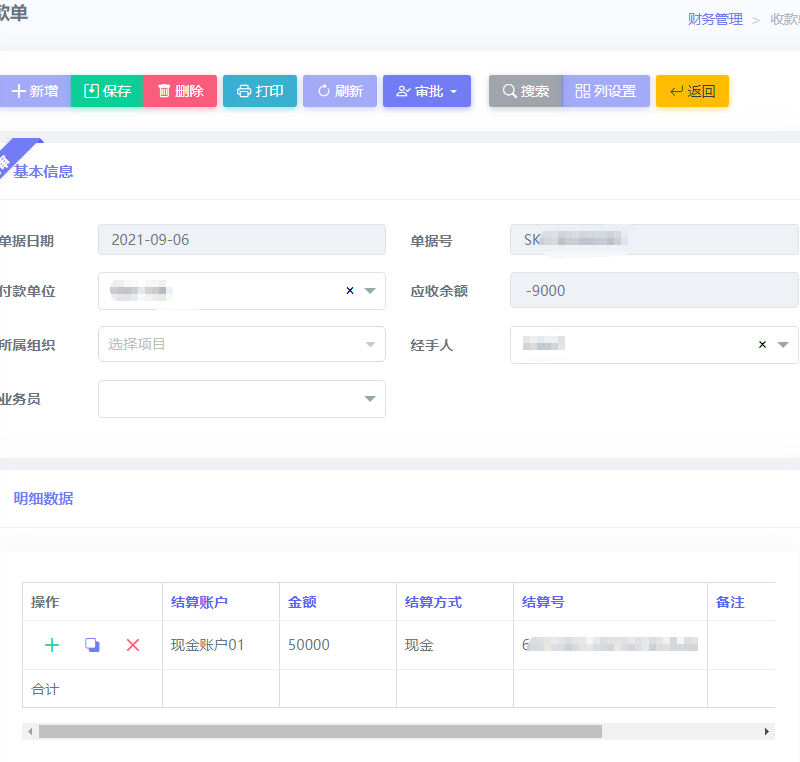 款单
财务管理 > 收款
新增 保存 删除 打印 刷新 审批 搜索 列设置 返回
基本信息
单据日期 2021-09-06 单据号 SK
付款单位 应收余额 -9000
所属组织 选择项目 经手人
业务员
明细数据
操作 结算账户 金额 结算方式 结算号 备注
现金账户01 50000 现金 6
合计